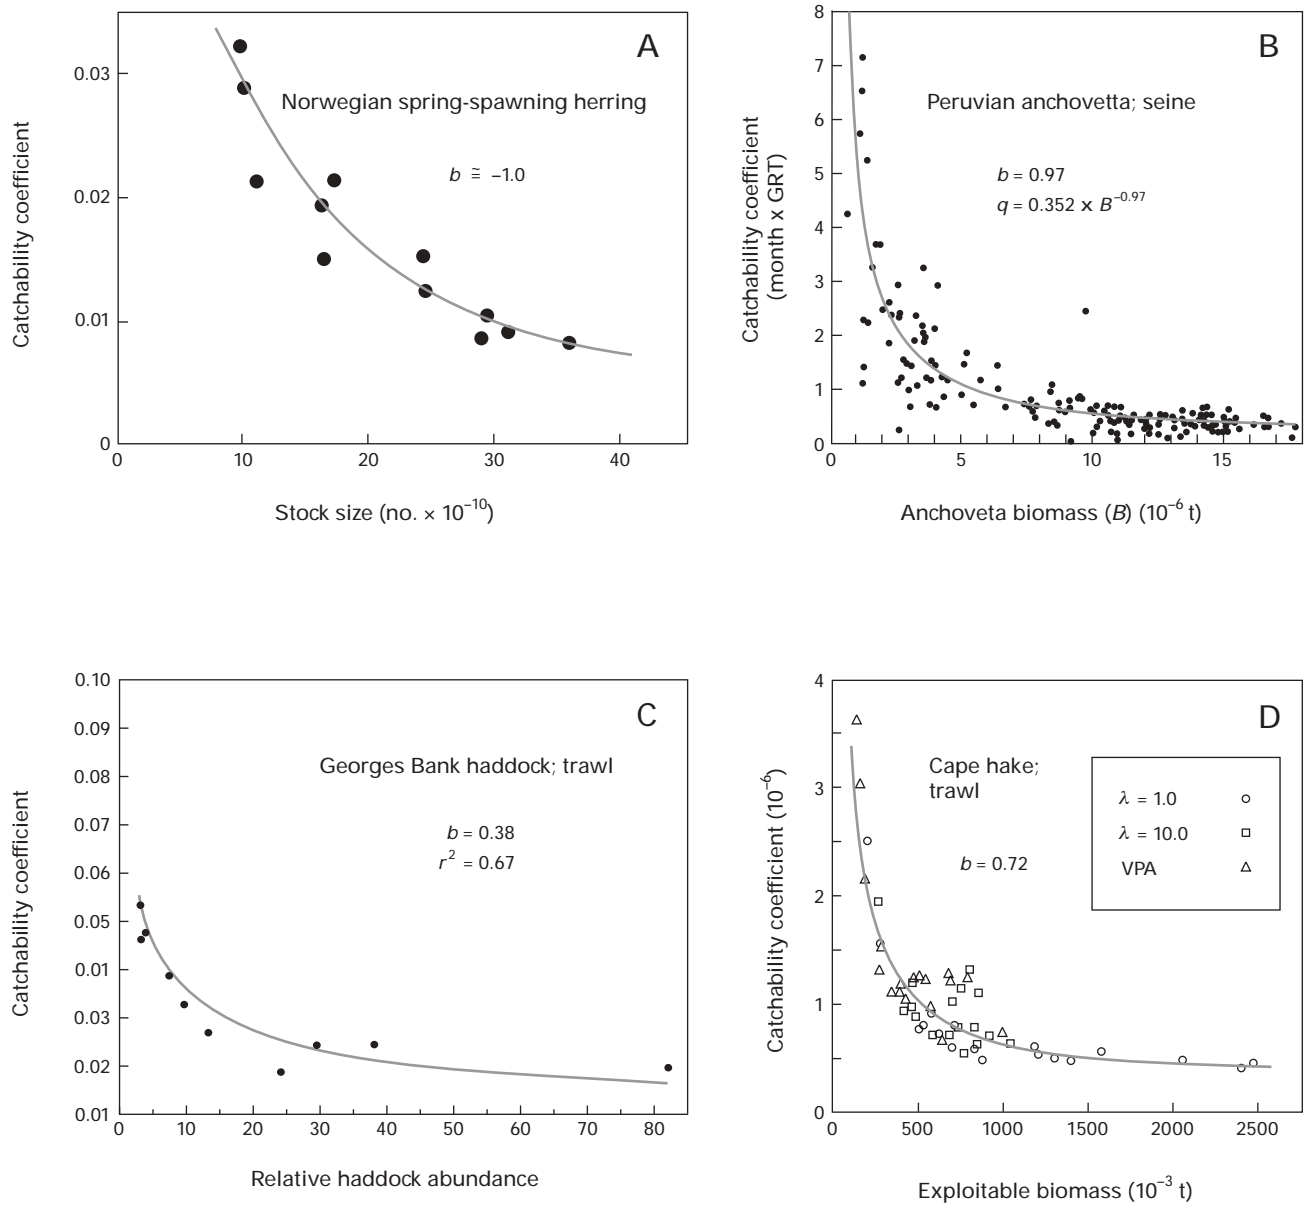 A
Norwegian spring-spawning herring
b ≅ –1.0
Catchability coefficient
0.03
0.02
0.01
0
0 10 20 30 40
Stock size (no. × 10⁻¹⁰)
B
Peruvian anchovetta; seine
b = 0.97
q = 0.352 × B⁻⁰·⁹⁷
Catchability coefficient
(month x GRT)
8
7
6
5
4
3
2
1
0
0 5 10 15
Anchoveta biomass (B) (10⁻⁶ t)
C
Georges Bank haddock; trawl
b = 0.38
r² = 0.67
Catchability coefficient
0.10
0.09
0.08
0.07
0.06
0.05
0.01
0.03
0.02
0.01
0 10 20 30 40 50 60 70 80
Relative haddock abundance
D
Cape hake;
trawl
b = 0.72
λ = 1.0
λ = 10.0
VPA
Catchability coefficient (10⁻⁶)
4
3
2
1
0
0 500 1000 1500 2000 2500
Exploitable biomass (10⁻³ t)